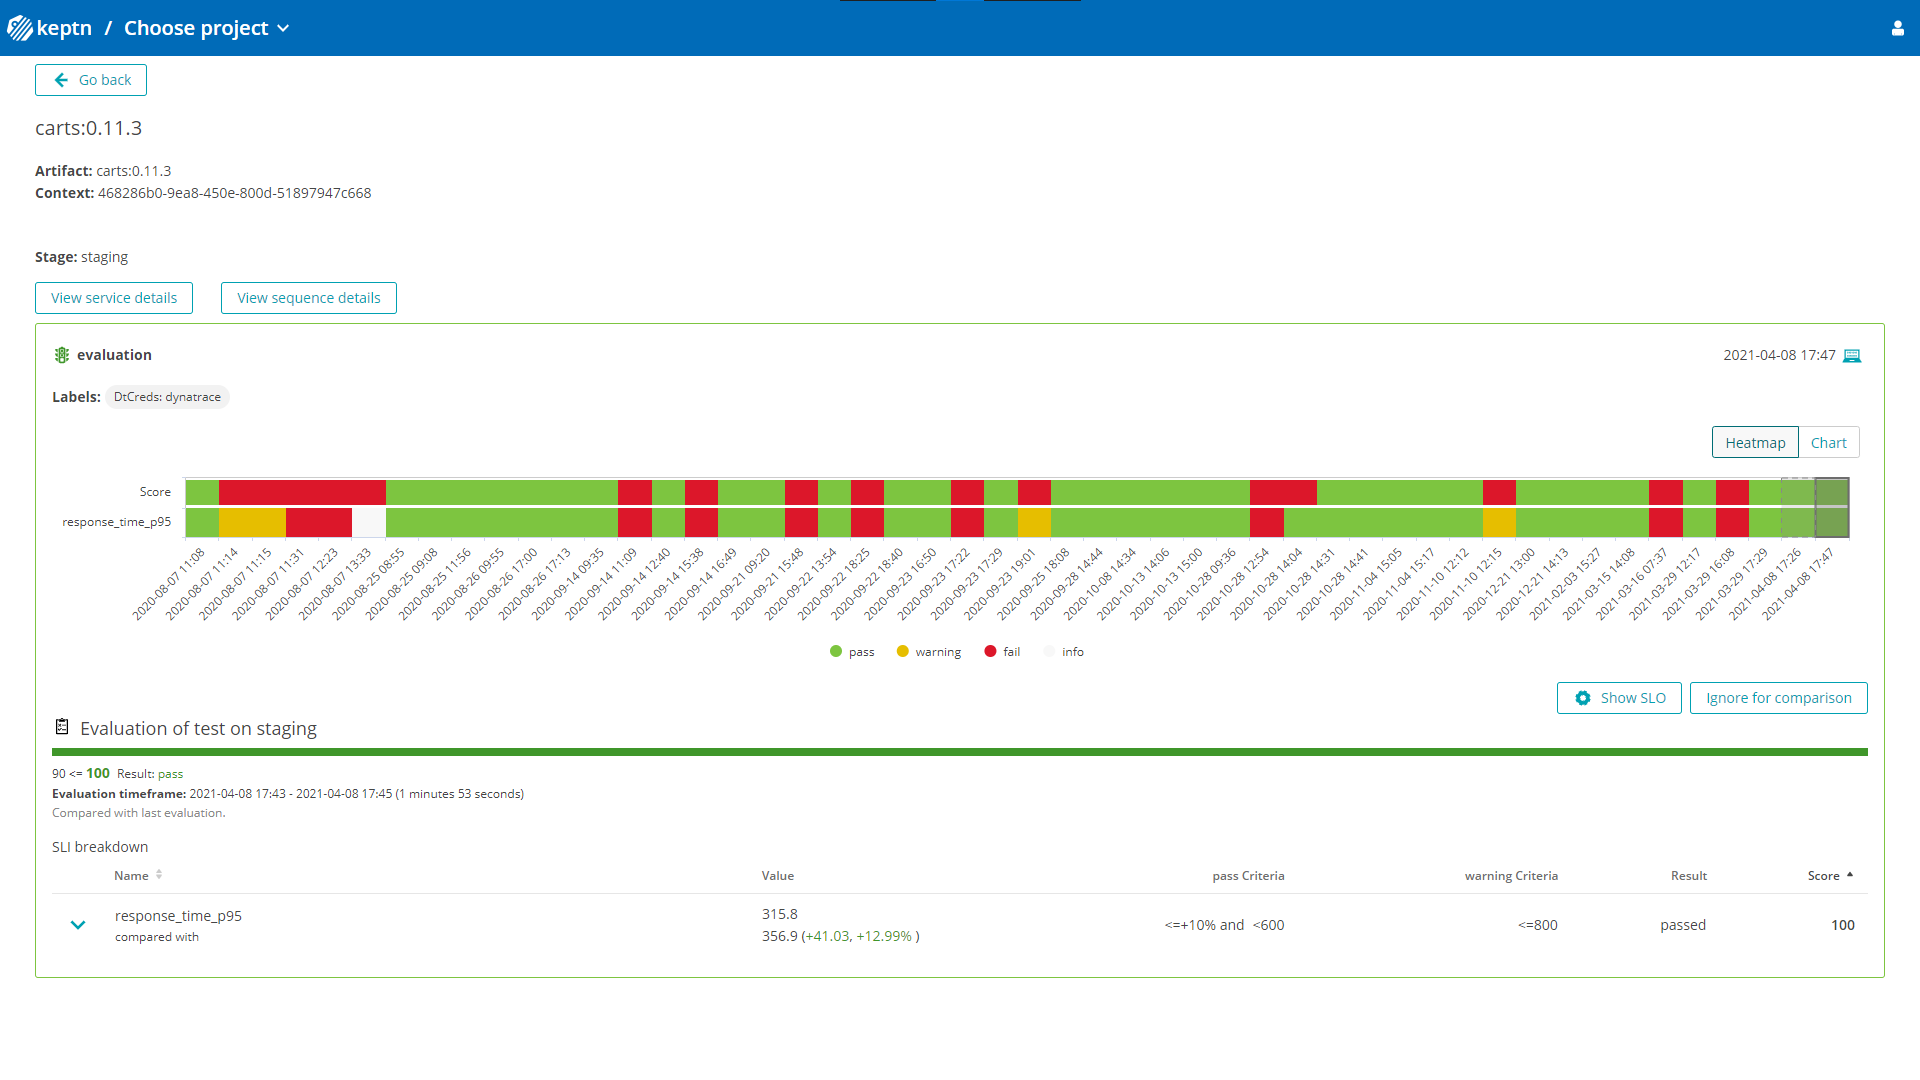 keptn / Choose project
Go back
carts:0.11.3
Artifact: carts:0.11.3
Context: 468286b0-9ea8-450e-800d-51897947c668
Stage: staging
View service details
View sequence details
evaluation
2021-04-08 17:47
Labels: DtCreds: dynatrace
Heatmap
Chart
Score
response_time_p95
2020-08-07 11:08
2020-08-07 11:14
2020-08-07 11:15
2020-08-07 11:31
2020-08-07 12:23
2020-08-07 13:33
2020-08-25 08:55
2020-08-25 09:08
2020-08-25 11:56
2020-08-26 09:55
2020-08-26 17:00
2020-08-26 17:13
2020-09-14 09:35
2020-09-14 11:09
2020-09-14 12:40
2020-09-14 15:38
2020-09-14 16:49
2020-09-21 09:20
2020-09-21 15:48
2020-09-22 13:54
2020-09-22 18:25
2020-09-22 18:40
2020-09-23 16:50
2020-09-23 17:22
2020-09-23 17:29
2020-09-23 19:01
2020-09-25 18:08
2020-09-28 14:44
2020-10-08 14:34
2020-10-13 14:06
2020-10-13 15:00
2020-10-28 09:36
2020-10-28 12:54
2020-10-28 14:04
2020-10-28 14:31
2020-10-28 14:41
2020-11-04 15:05
2020-11-04 15:17
2020-11-10 12:12
2020-11-10 12:15
2020-12-21 13:00
2020-12-21 14:13
2021-02-03 15:27
2021-03-15 14:08
2021-03-16 07:37
2021-03-29 12:17
2021-03-29 16:08
2021-03-29 17:29
2021-04-08 17:26
2021-04-08 17:47
pass warning fail info
Show SLO
Ignore for comparison
Evaluation of test on staging
90 <= 100 Result: pass
Evaluation timeframe: 2021-04-08 17:43 - 2021-04-08 17:45 (1 minutes 53 seconds)
Compared with last evaluation.
SLI breakdown
Name Value pass Criteria warning Criteria Result Score
response_time_p95 315.8
<=+10% and <600 <=800 passed 100
compared with 356.9 (+41.03, +12.99% )